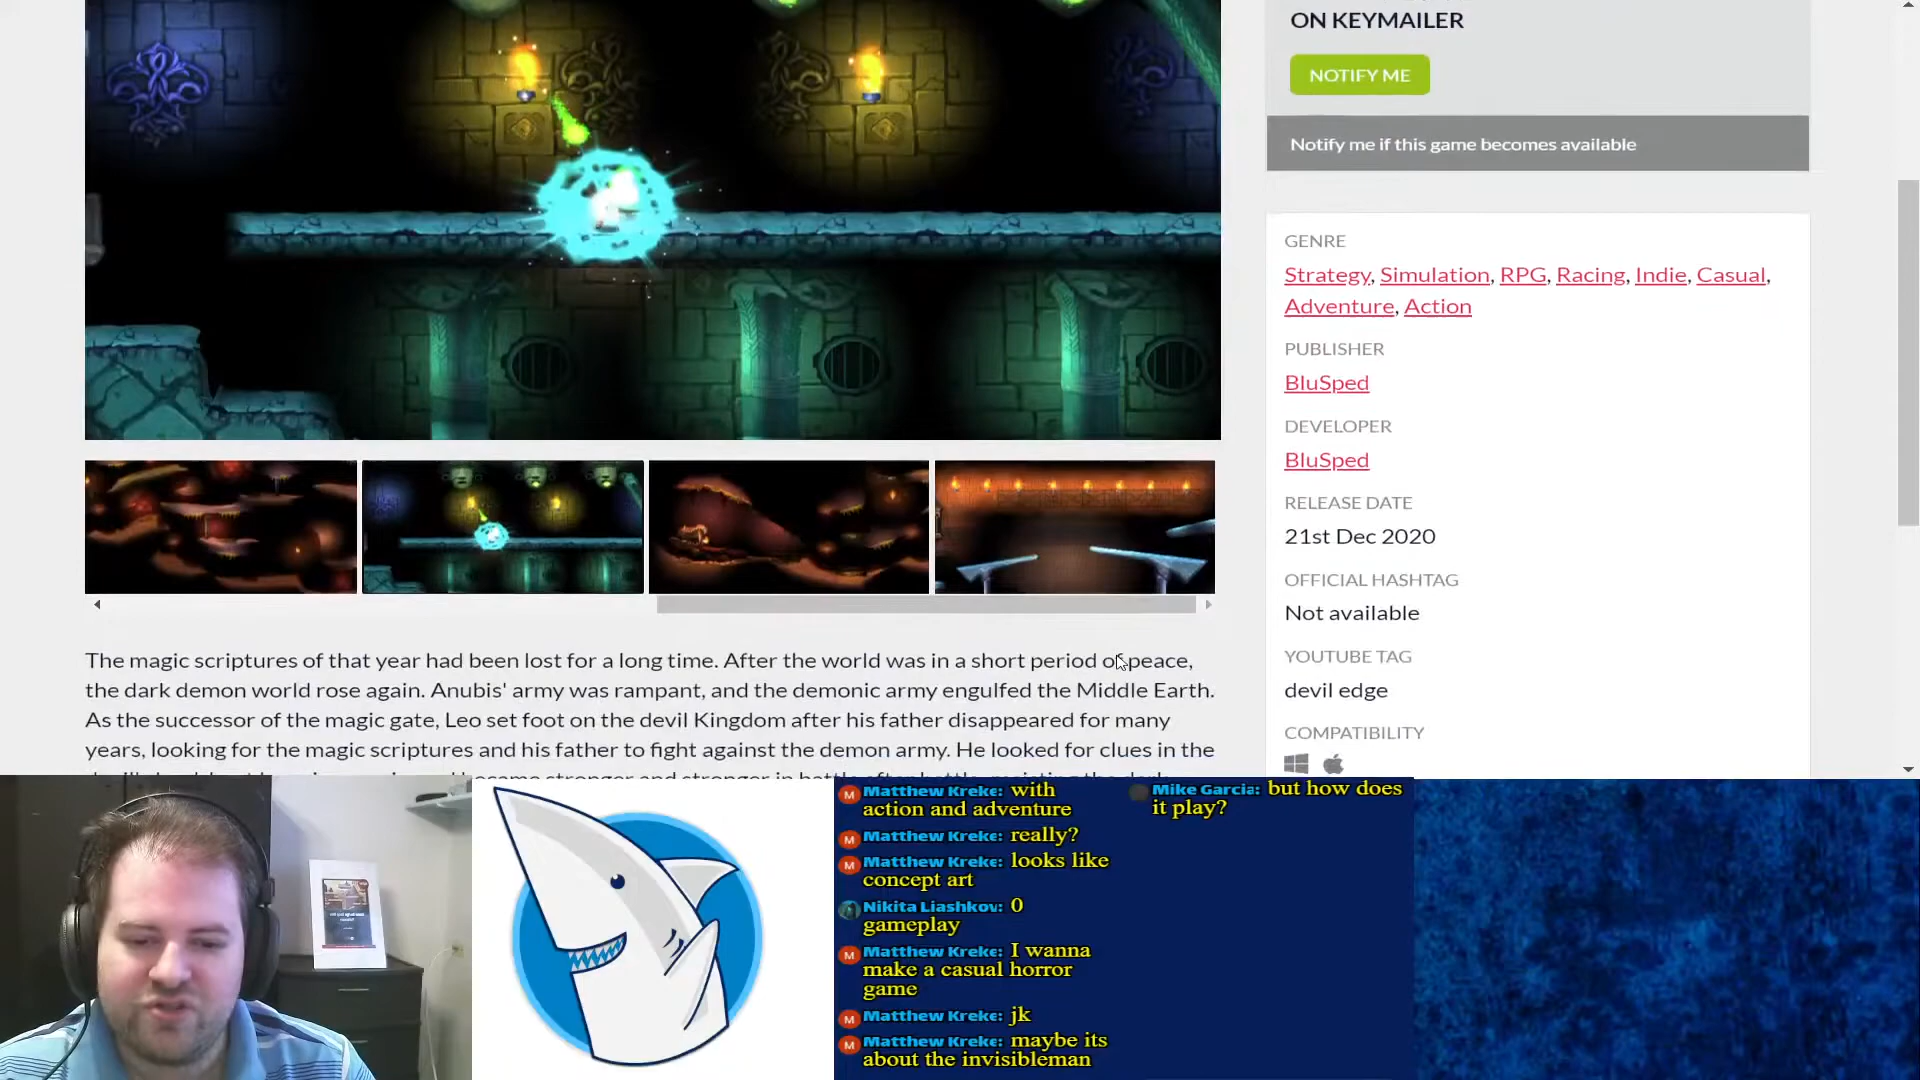 ON KEYMAILER
NOTIFY ME
Notify me if this game becomes available
GENRE
Strategy, Simulation, RPG, Racing, Indie, Casual,
Adventure, Action
PUBLISHER
BluSped
DEVELOPER
BluSped
RELEASE DATE
21st Dec 2020
OFFICIAL HASHTAG
Not available
YOUTUBE TAG
devil edge
COMPATIBILITY
The magic scriptures of that year had been lost for a long time. After the world was in a short period of peace,
the dark demon world rose again. Anubis' army was rampant, and the demonic army engulfed the Middle Earth.
As the successor of the magic gate, Leo set foot on the devil Kingdom after his father disappeared for many
years, looking for the magic scriptures and his father to fight against the demon army. He looked for clues in the
Matthew Kreke: with
action and adventure
Matthew Kreke: really?
Matthew Kreke: looks like
concept art
Nikita Liashkov: 0
gameplay
Matthew Kreke: I wanna
make a casual horror
game
Matthew Kreke: jk
Matthew Kreke: maybe its
about the invisibleman
Mike Garcia: but how does
it play?